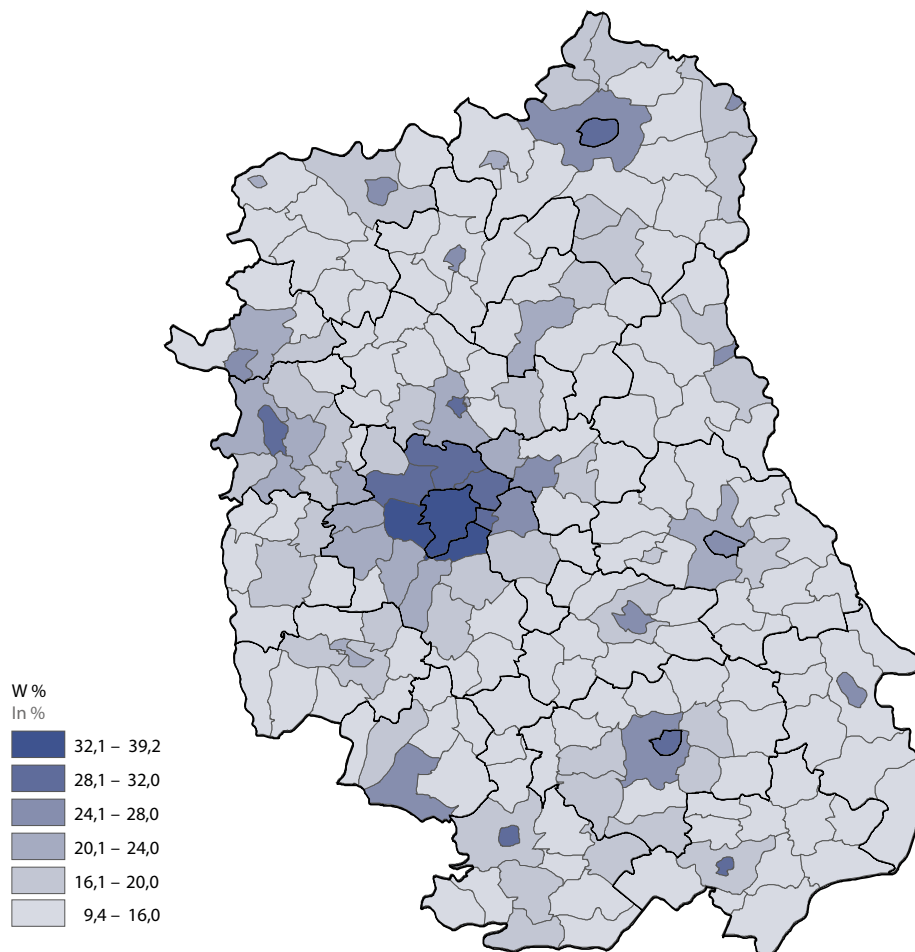 W %
In %
32,1 – 39,2
28,1 – 32,0
24,1 – 28,0
20,1 – 24,0
16,1 – 20,0
9,4 – 16,0